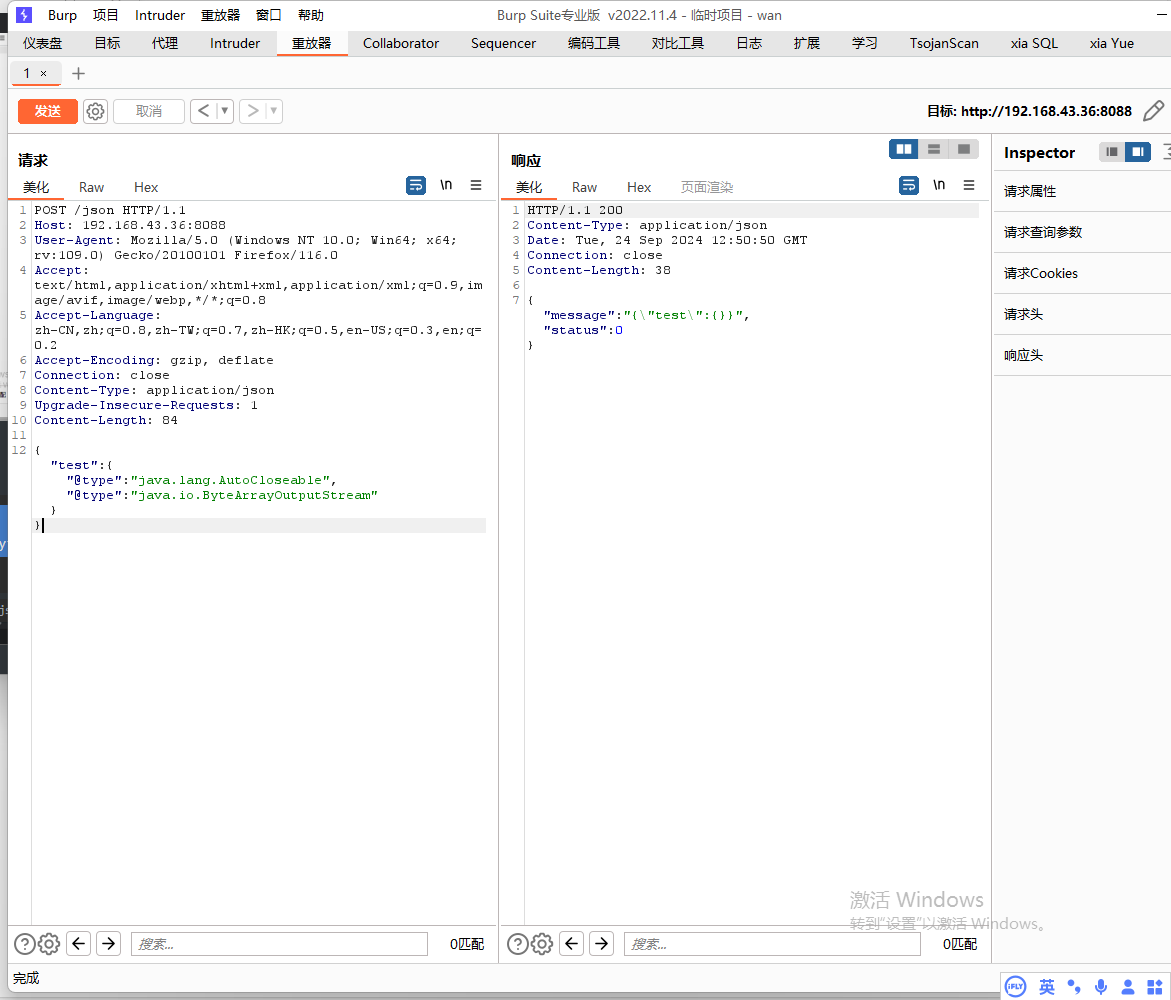 Burp 项目 Intruder 重放器 窗口 帮助 Burp Suite专业版 v2022.11.4 - 临时项目 - wan
仪表盘 目标 代理 Intruder 重放器 Collaborator Sequencer 编码工具 对比工具 日志 扩展 学习 TsojanScan xia SQL xia Yue
1 × +
发送 取消 < ▼ > ▼ 目标: http://192.168.43.36:8088
请求
美化 Raw Hex \n
1 POST /json HTTP/1.1
2 Host: 192.168.43.36:8088
3 User-Agent: Mozilla/5.0 (Windows NT 10.0; Win64; x64;
rv:109.0) Gecko/20100101 Firefox/116.0
4 Accept:
text/html,application/xhtml+xml,application/xml;q=0.9,im
age/avif,image/webp,*/*;q=0.8
5 Accept-Language:
zh-CN,zh;q=0.8,zh-TW;q=0.7,zh-HK;q=0.5,en-US;q=0.3,en;q=
0.2
6 Accept-Encoding: gzip, deflate
7 Connection: close
8 Content-Type: application/json
9 Upgrade-Insecure-Requests: 1
10 Content-Length: 84
11
12 {
"test":{
"@type":"java.lang.AutoCloseable",
"@type":"java.io.ByteArrayOutputStream"
}
}
响应
美化 Raw Hex 页面渲染 \n
1 HTTP/1.1 200
2 Content-Type: application/json
3 Date: Tue, 24 Sep 2024 12:50:50 GMT
4 Connection: close
5 Content-Length: 38
6
7 {
"message":"{\"test\":{}}",
"status":0
}
Inspector
请求属性
请求查询参数
请求Cookies
请求头
响应头
激活 Windows
转到"设置"以激活 Windows。
? 搜索... 0匹配
? 搜索... 0匹配
完成
iFLY 英